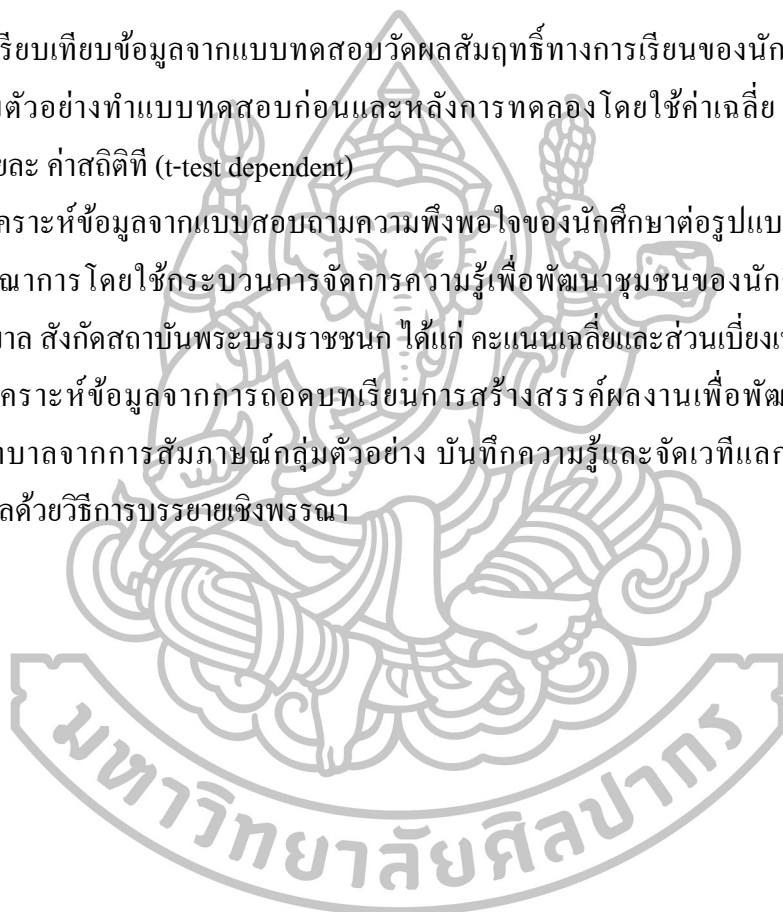 รียบเทียบข้อมูลจากแบบทดสอบวัดผลสัมฤทธิ์ทางการเรียนของนัก
ตัวอย่างทำแบบทดสอบก่อนและหลังการทดลองโดยใช้ค่าเฉลี่ย
ยละ ค่าสถิติที (t-test dependent)
คราะห์ข้อมูลจากแบบสอบถามความพึงพอใจของนักศึกษาต่อรูปแบบ
ณาการโดยใช้กระบวนการจัดการความรู้เพื่อพัฒนาชุมชนของนัก
าล สังกัดสถาบันพระบรมราชชนก ได้แก่ คะแนนเฉลี่ยและส่วนเบี่ยงเ
คราะห์ข้อมูลจากการถอดบทเรียนการสร้างสรรค์ผลงานเพื่อพัฒ
าบาลจากการสัมภาษณ์กลุ่มตัวอย่าง บันทึกความรู้และจัดเวทีแลก
ลด้วยวิธีการบรรยายเชิงพรรณา
มหาวิทยาลัยศิลปากร